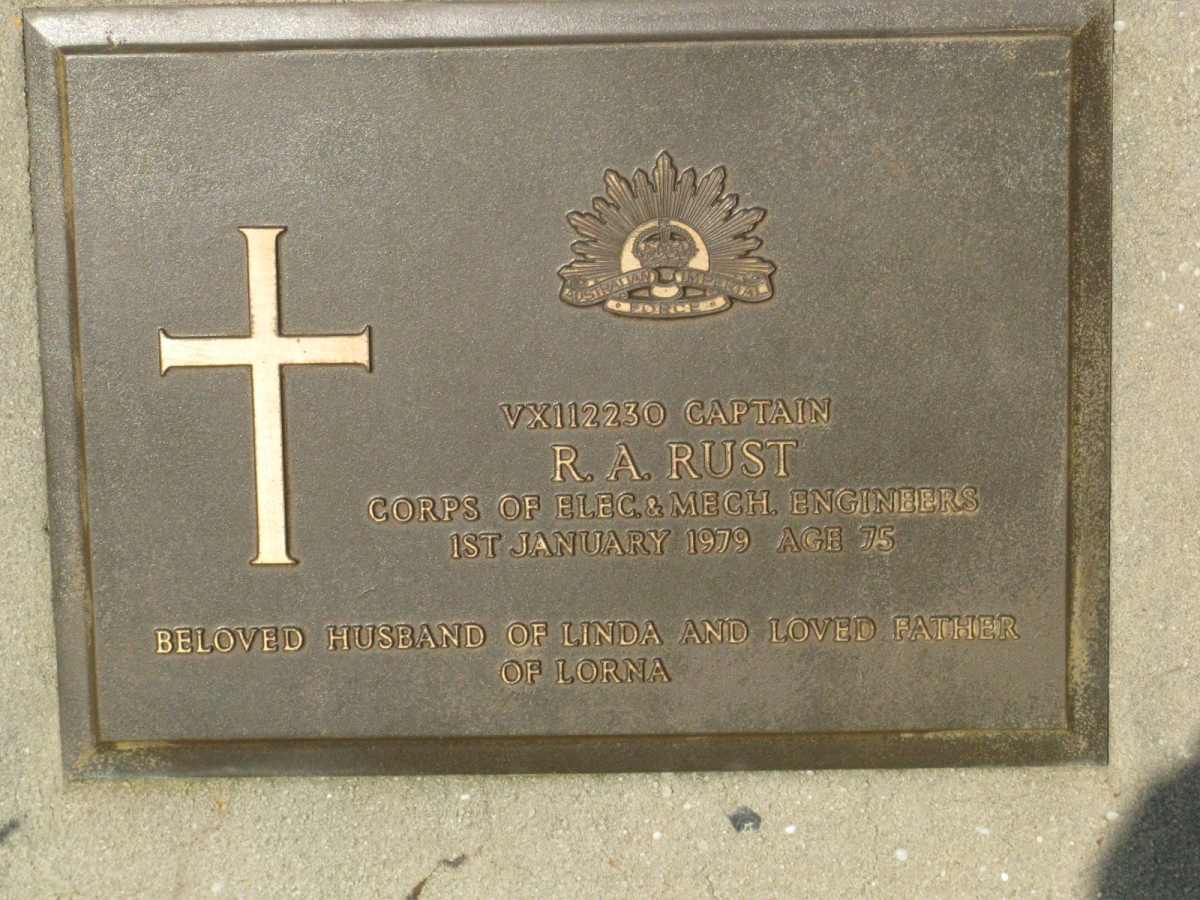 AUSTRALIAN IMPERIAL
FORCE
VX112230 CAPTAIN
R. A. RUST
CORPS OF ELEC. & MECH. ENGINEERS
1ST JANUARY 1979 AGE 75
BELOVED HUSBAND OF LINDA AND LOVED FATHER
OF LORNA